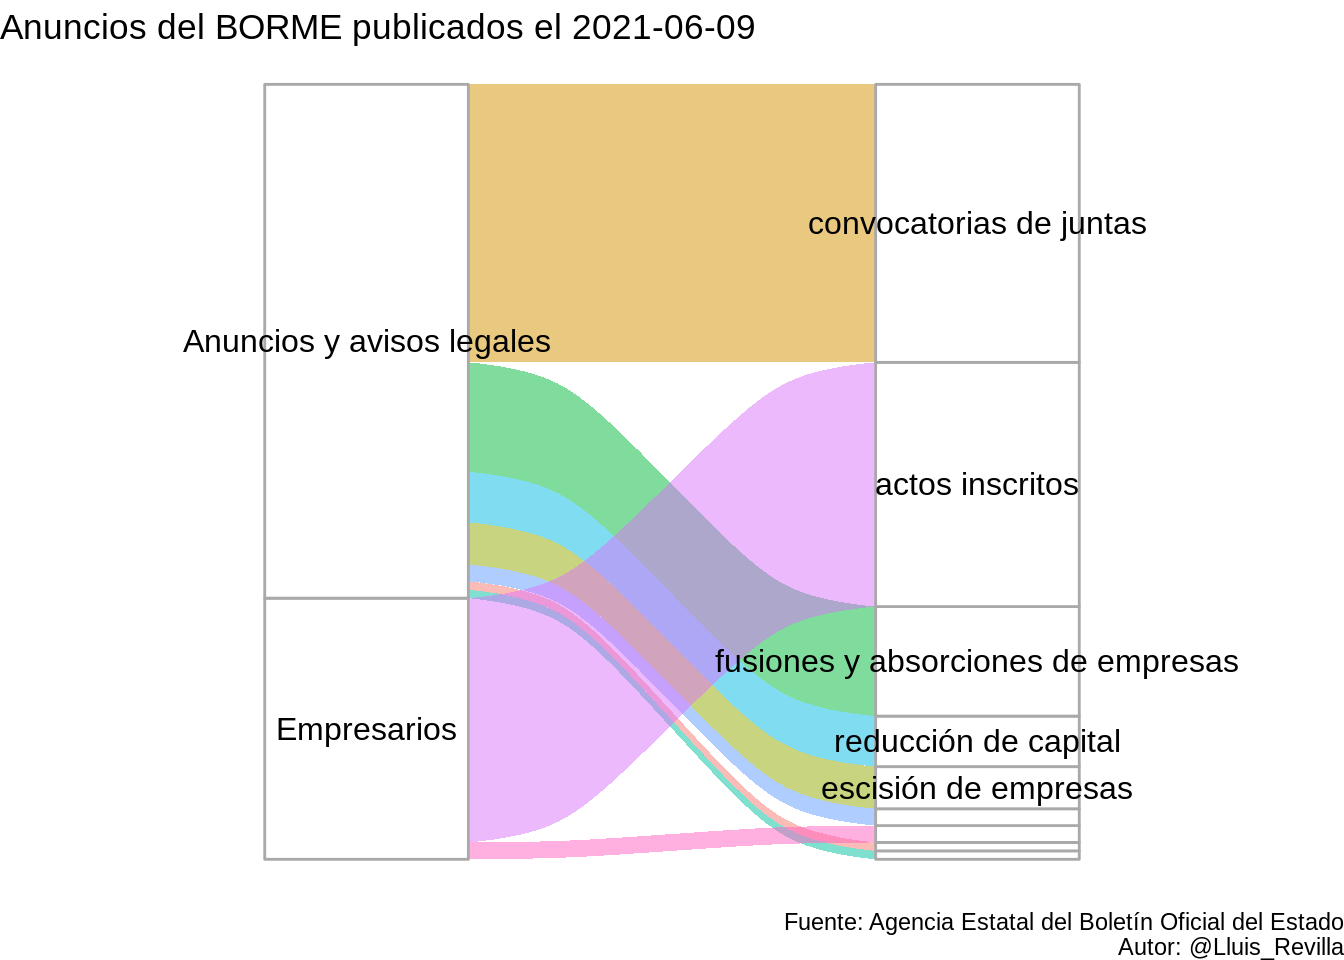 Anuncios del BORME publicados el 2021-06-09
convocatorias de juntas
Anuncios y avisos legales
actos inscritos
fusiones y absorciones de empresas
Empresarios
reducción de capital
escisión de empresas
Fuente: Agencia Estatal del Boletín Oficial del Estado
Autor: @Lluis_Revilla